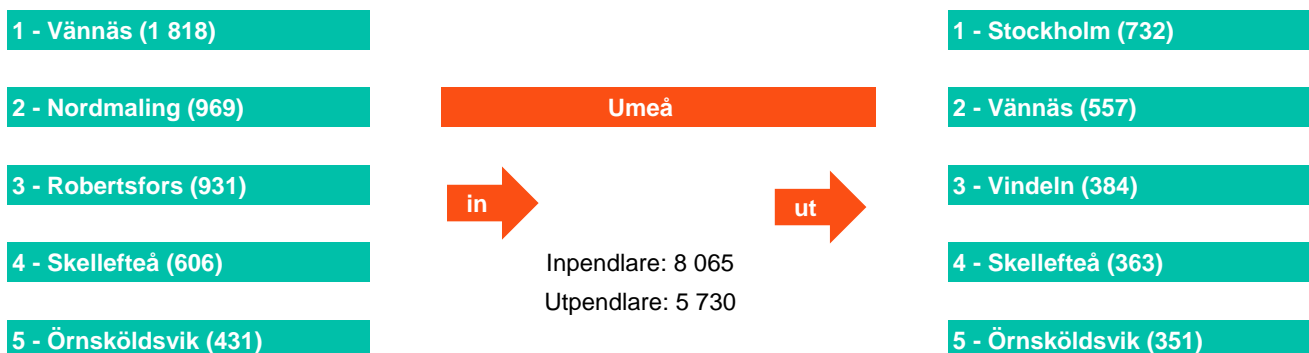 1 - Vännäs (1 818)
2 - Nordmaling (969)
3 - Robertsfors (931)
4 - Skellefteå (606)
5 - Örnsköldsvik (431)
Umeå
in
ut
Inpendlare: 8 065
Utpendlare: 5 730
1 - Stockholm (732)
2 - Vännäs (557)
3 - Vindeln (384)
4 - Skellefteå (363)
5 - Örnsköldsvik (351)